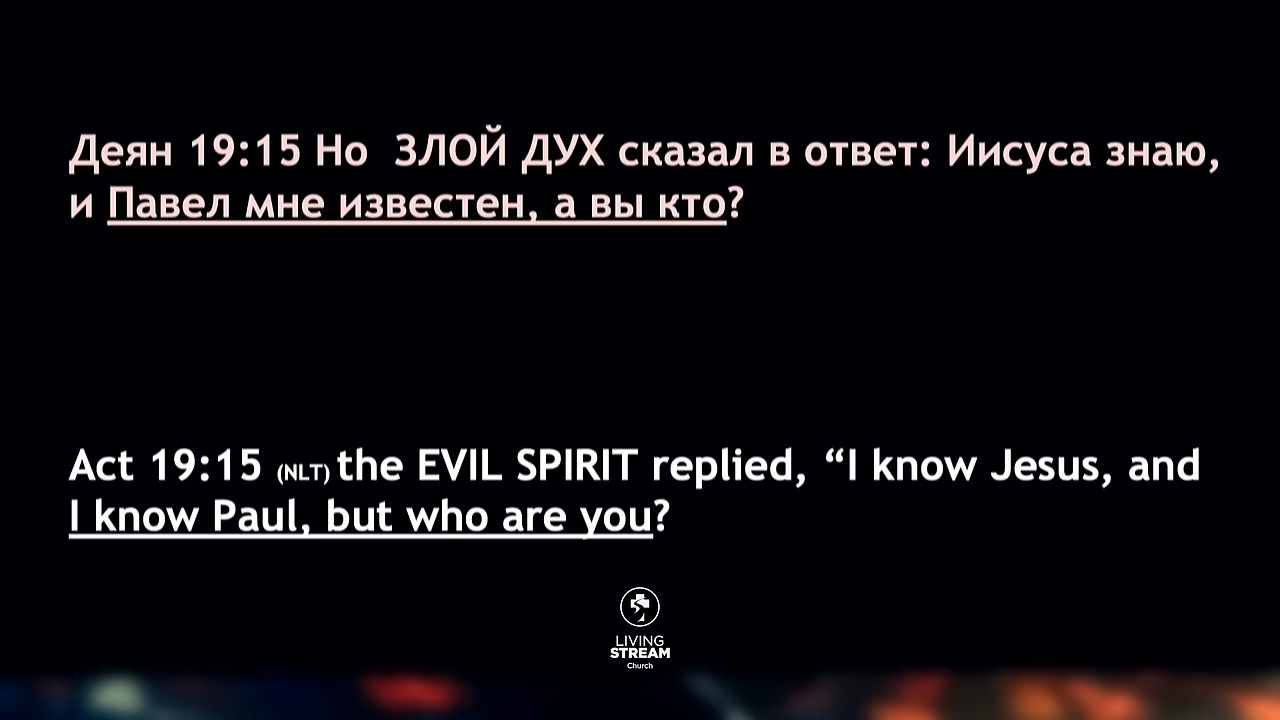 Деян 19:15 Но  ЗЛОЙ ДУХ сказал в ответ: Иисуса знаю,
и Павел мне известен, а вы кто?
Act 19:15 (NLT) the EVIL SPIRIT replied, “I know Jesus, and
I know Paul, but who are you?
LIVING
STREAM
Church